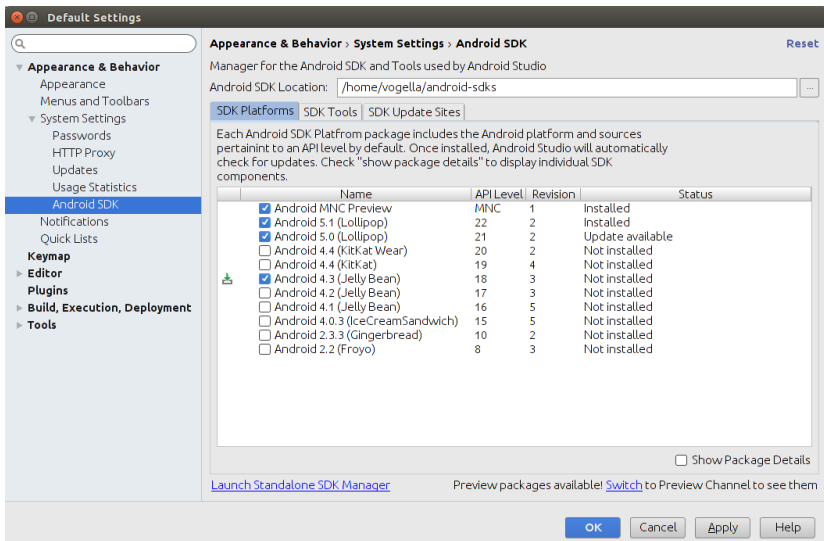 Default Settings
Appearance & Behavior › System Settings › Android SDK
Reset
Appearance & Behavior
Appearance
Menus and Toolbars
System Settings
Passwords
HTTP Proxy
Updates
Usage Statistics
Android SDK
Notifications
Quick Lists
Keymap
Editor
Plugins
Build, Execution, Deployment
Tools
Manager for the Android SDK and Tools used by Android Studio
Android SDK Location: /home/vogella/android-sdks ...
SDK Platforms SDK Tools SDK Update Sites
Each Android SDK Platfrom package includes the Android platform and sources
pertainint to an API level by default. Once installed, Android Studio will automatically
check for updates. Check "show package details" to display individual SDK
components.
Name API Level Revision Status
Android MNC Preview MNC 1 Installed
Android 5.1 (Lollipop) 22 2 Installed
Android 5.0 (Lollipop) 21 2 Update available
Android 4.4 (KitKat Wear) 20 2 Not installed
Android 4.4 (KitKat) 19 4 Not installed
Android 4.3 (Jelly Bean) 18 3 Not installed
Android 4.2 (Jelly Bean) 17 3 Not installed
Android 4.1 (Jelly Bean) 16 5 Not installed
Android 4.0.3 (IceCreamSandwich) 15 5 Not installed
Android 2.3.3 (Gingerbread) 10 2 Not installed
Android 2.2 (Froyo) 8 3 Not installed
Show Package Details
Launch Standalone SDK Manager
Preview packages available! Switch to Preview Channel to see them
OK Cancel Apply Help